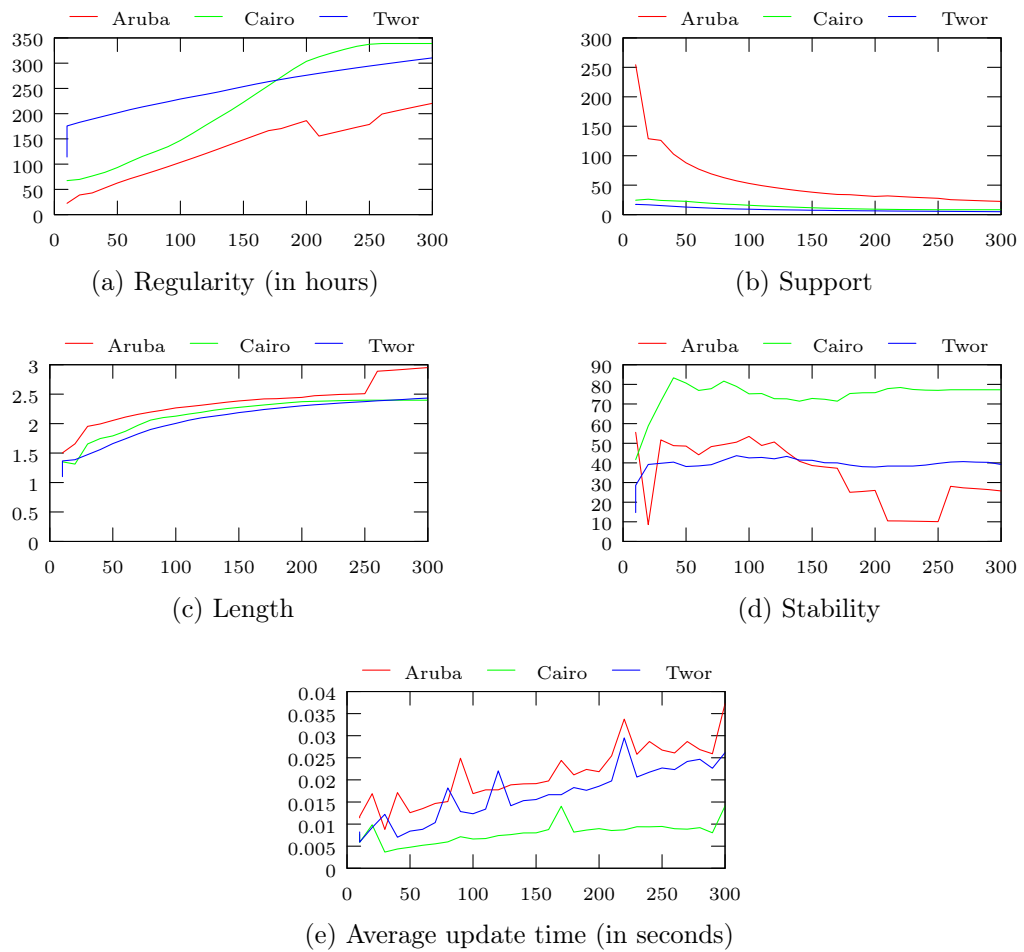 Aruba Cairo Twor
350
300
250
200
150
100
50
0
0 50 100 150 200 250 300
(a) Regularity (in hours)
Aruba Cairo Twor
300
250
200
150
100
50
0
0 50 100 150 200 250 300
(b) Support
Aruba Cairo Twor
3
2.5
2
1.5
1
0.5
0
0 50 100 150 200 250 300
(c) Length
Aruba Cairo Twor
90
80
70
60
50
40
30
20
10
0
0 50 100 150 200 250 300
(d) Stability
Aruba Cairo Twor
0.04
0.035
0.03
0.025
0.02
0.015
0.01
0.005
0
0 50 100 150 200 250 300
(e) Average update time (in seconds)